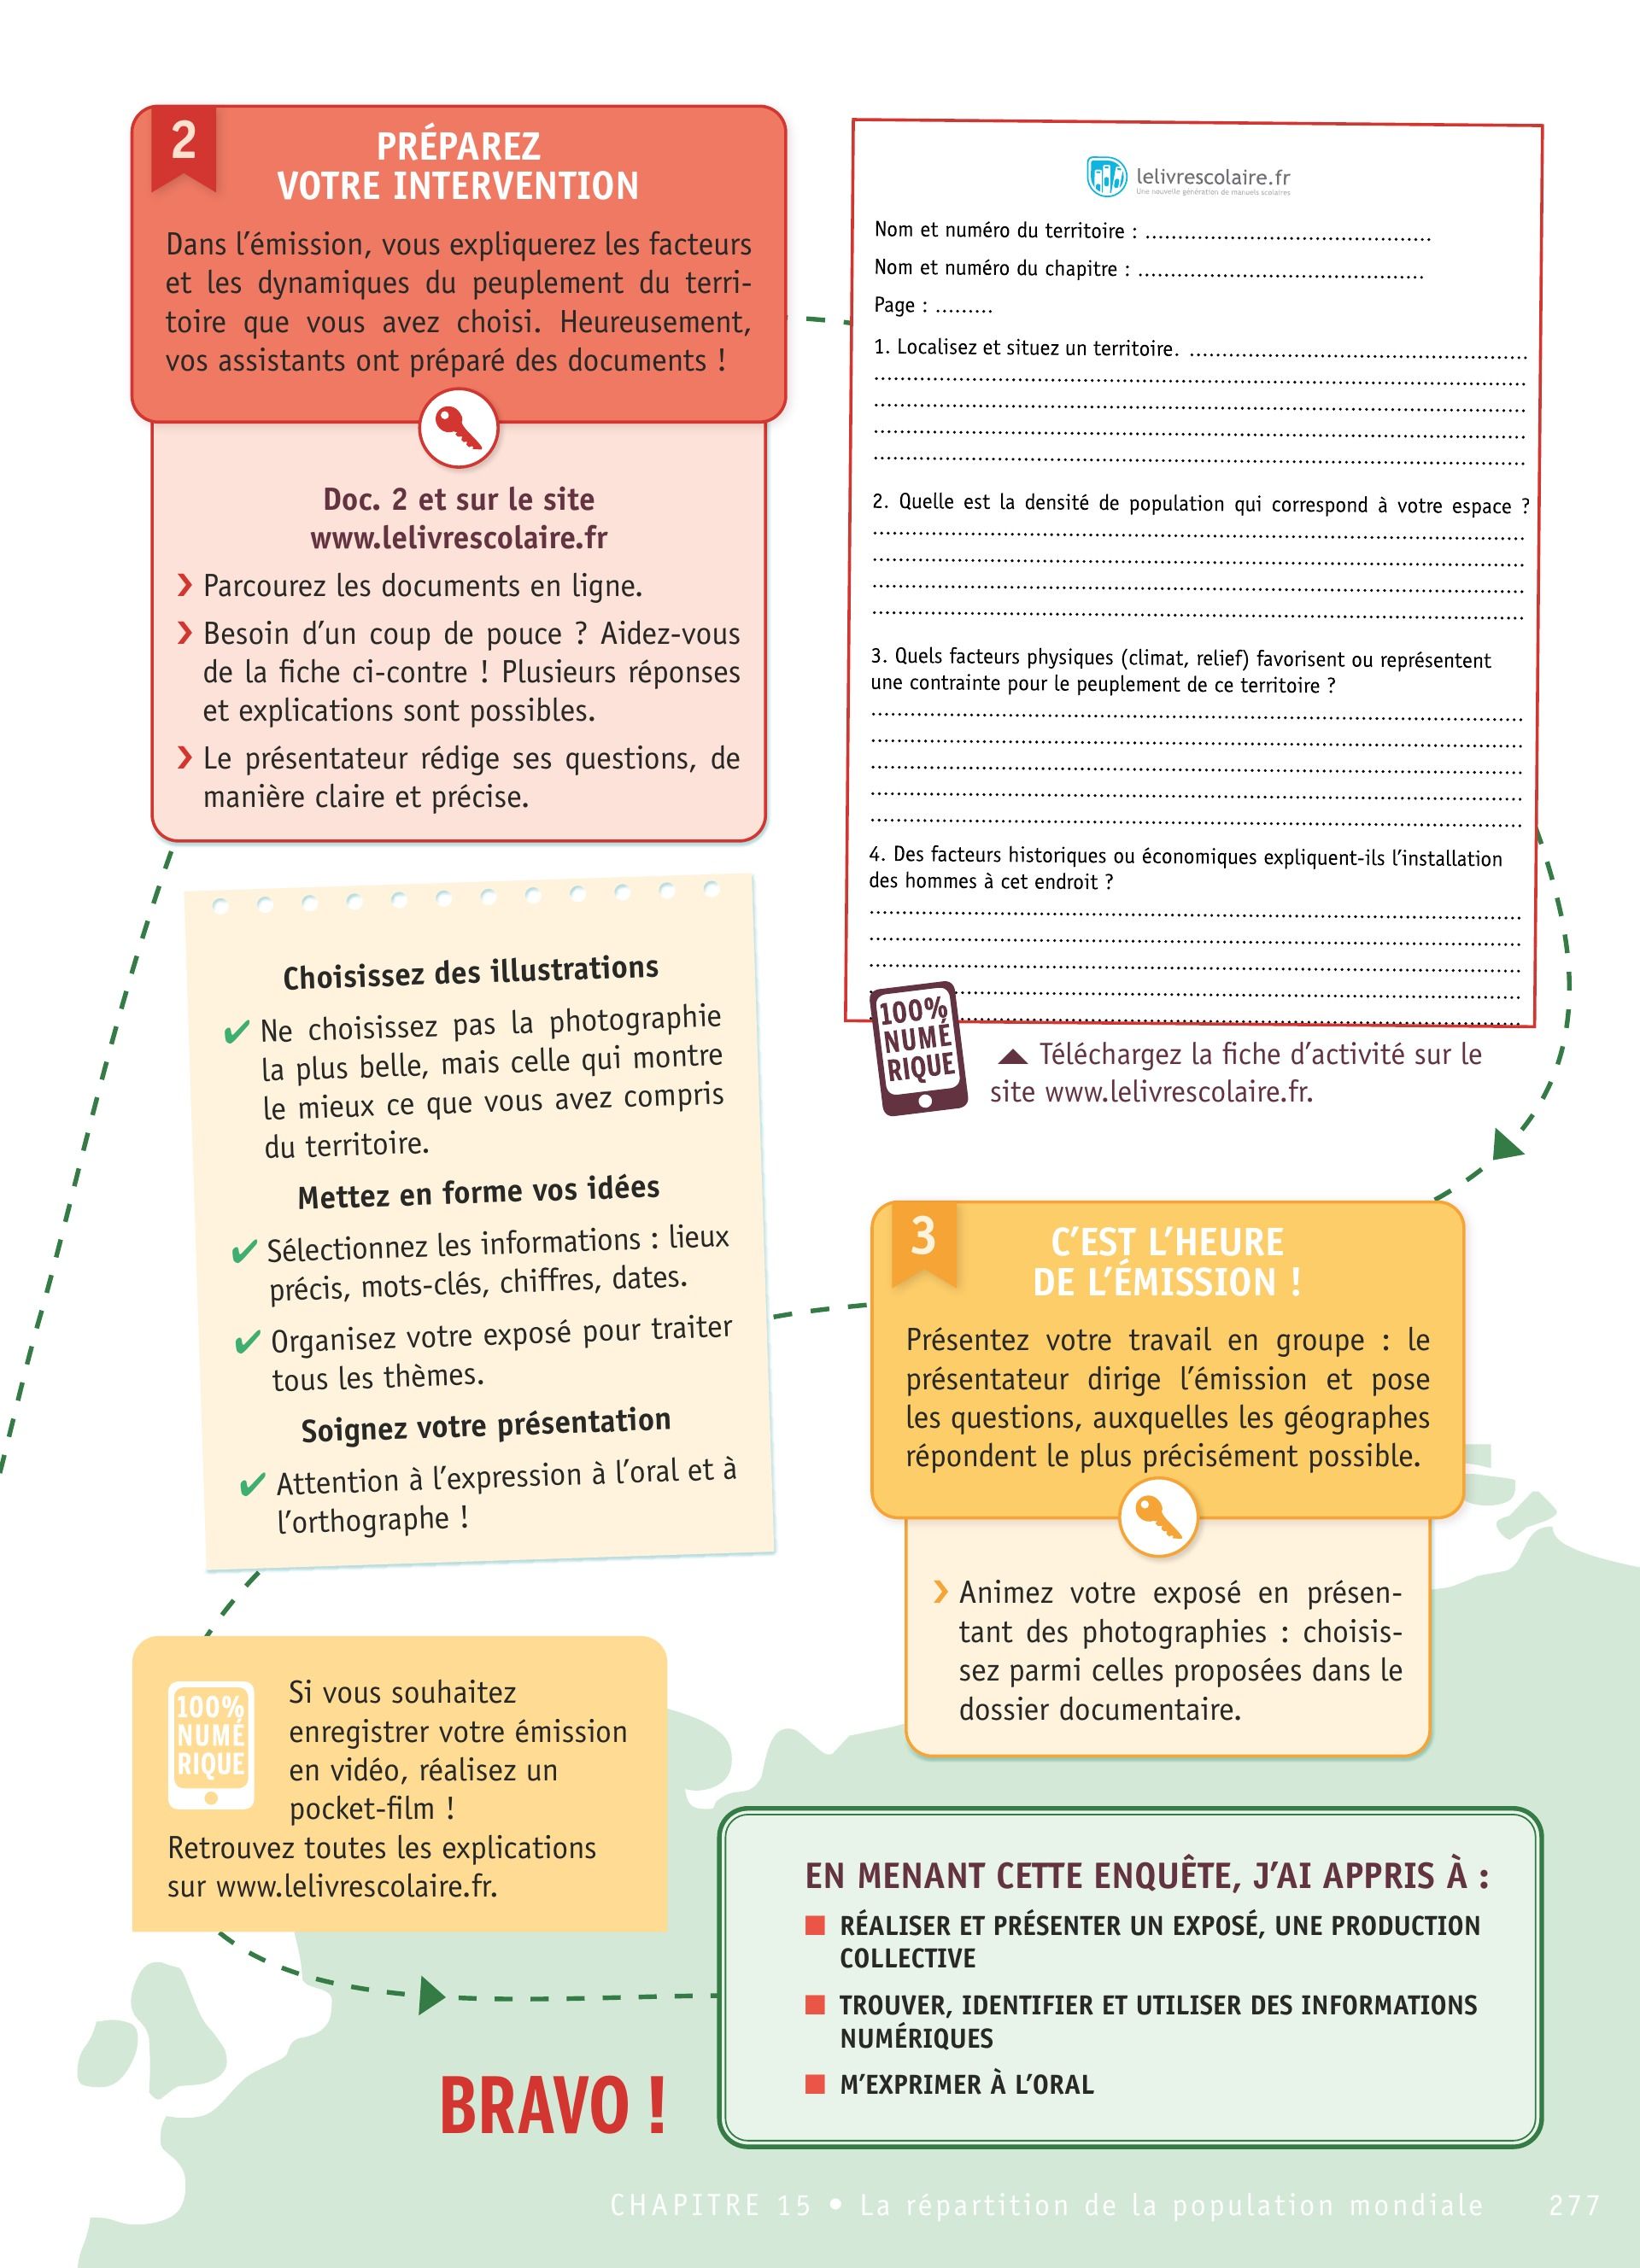 2
PRÉPAREZ
VOTRE INTERVENTION
Dans l'émission, vous expliquerez les facteurs
et les dynamiques du peuplement du terri-
toire que vous avez choisi. Heureusement,
vos assistants ont préparé des documents !
Doc. 2 et sur le site
www.lelivrescolaire.fr
› Parcourez les documents en ligne.
› Besoin d'un coup de pouce ? Aidez-vous
de la fiche ci-contre ! Plusieurs réponses
et explications sont possibles.
› Le présentateur rédige ses questions, de
manière claire et précise.
lelivrescolaire.fr
Une nouvelle génération de manuels scolaires
Nom et numéro du territoire :
Nom et numéro du chapitre :
Page :
1. Localisez et situez un territoire.
2. Quelle est la densité de population qui correspond à votre espace ?
3. Quels facteurs physiques (climat, relief) favorisent ou représentent
une contrainte pour le peuplement de ce territoire ?
4. Des facteurs historiques ou économiques expliquent-ils l'installation
des hommes à cet endroit ?
100%
NUMÉ
RIQUE
Téléchargez la fiche d'activité sur le
site www.lelivrescolaire.fr.
Choisissez des illustrations
✔ Ne choisissez pas la photographie
la plus belle, mais celle qui montre
le mieux ce que vous avez compris
du territoire.
Mettez en forme vos idées
✔ Sélectionnez les informations : lieux
précis, mots-clés, chiffres, dates.
✔ Organisez votre exposé pour traiter
tous les thèmes.
Soignez votre présentation
✔ Attention à l'expression à l'oral et à
l'orthographe !
3
C'EST L'HEURE
DE L'ÉMISSION !
Présentez votre travail en groupe : le
présentateur dirige l'émission et pose
les questions, auxquelles les géographes
répondent le plus précisément possible.
› Animez votre exposé en présen-
tant des photographies : choisis-
sez parmi celles proposées dans le
dossier documentaire.
100%
NUMÉ
RIQUE
Si vous souhaitez
enregistrer votre émission
en vidéo, réalisez un
pocket-film !
Retrouvez toutes les explications
sur www.lelivrescolaire.fr.
EN MENANT CETTE ENQUÊTE, J'AI APPRIS À :
■ RÉALISER ET PRÉSENTER UN EXPOSÉ, UNE PRODUCTION
COLLECTIVE
■ TROUVER, IDENTIFIER ET UTILISER DES INFORMATIONS
NUMÉRIQUES
■ M'EXPRIMER À L'ORAL
BRAVO !
CHAPITRE 15 • La répartition de la population mondiale 277